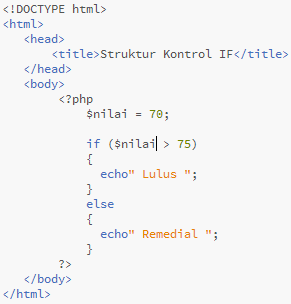 <!DOCTYPE html>
<html>
<head>
<title>Struktur Kontrol IF</title>
</head>
<body>
<?php
$nilai = 70;
if ($nilai > 75)
{
echo" Lulus ";
}
else
{
echo" Remedial ";
}
?>
</body>
</html>